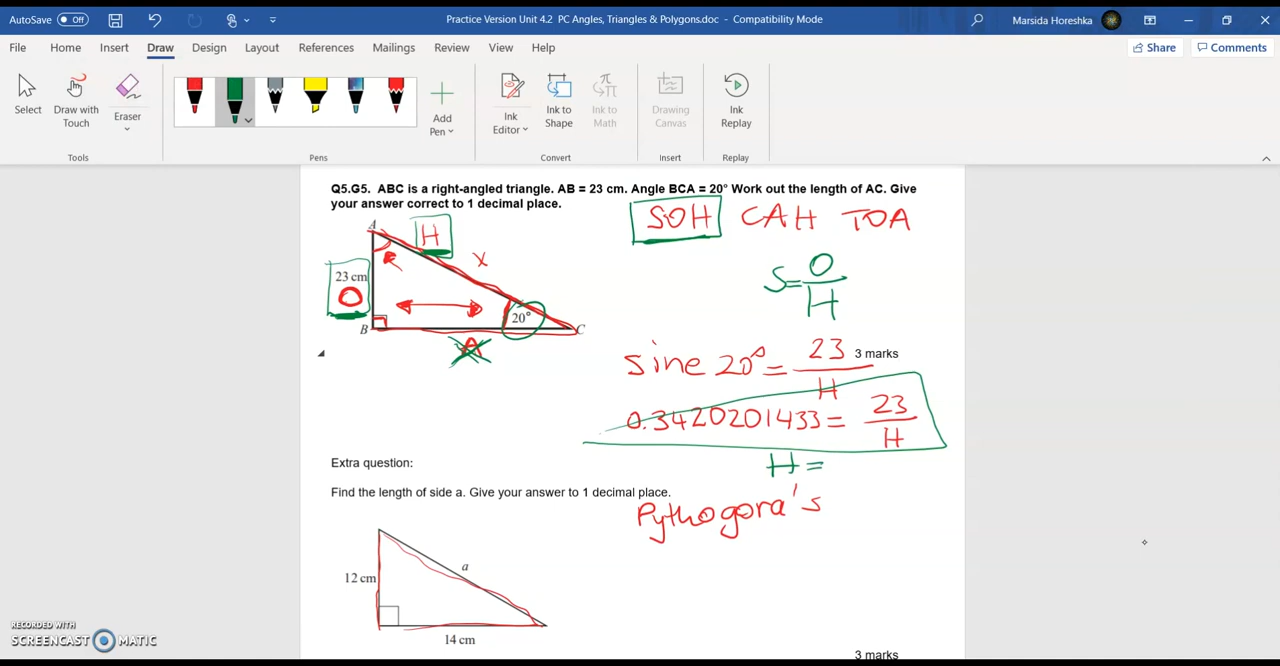 AutoSave Off
Practice Version Unit 4.2 PC Angles, Triangles & Polygons.doc - Compatibility Mode
Marsida Horeshka
File Home Insert Draw Design Layout References Mailings Review View Help
Share Comments
Select
Draw with Touch
Eraser
Add Pen
Ink Editor
Ink to Shape
Ink to Math
Drawing Canvas
Ink Replay
Tools Pens Convert Insert Replay
Q5.G5. ABC is a right-angled triangle. AB = 23 cm. Angle BCA = 20° Work out the length of AC. Give
your answer correct to 1 decimal place.
SOH CAH TOA
A
H
x
23 cm
O
20°
B
C
A
S = O
H
3 marks
sine 20° = 23
H
0.3420201433 = 23
H
H =
Extra question:
Find the length of side a. Give your answer to 1 decimal place.
Pythogora's
12 cm
a
14 cm
3 marks
RECORDED WITH
SCREENCAST MATIC